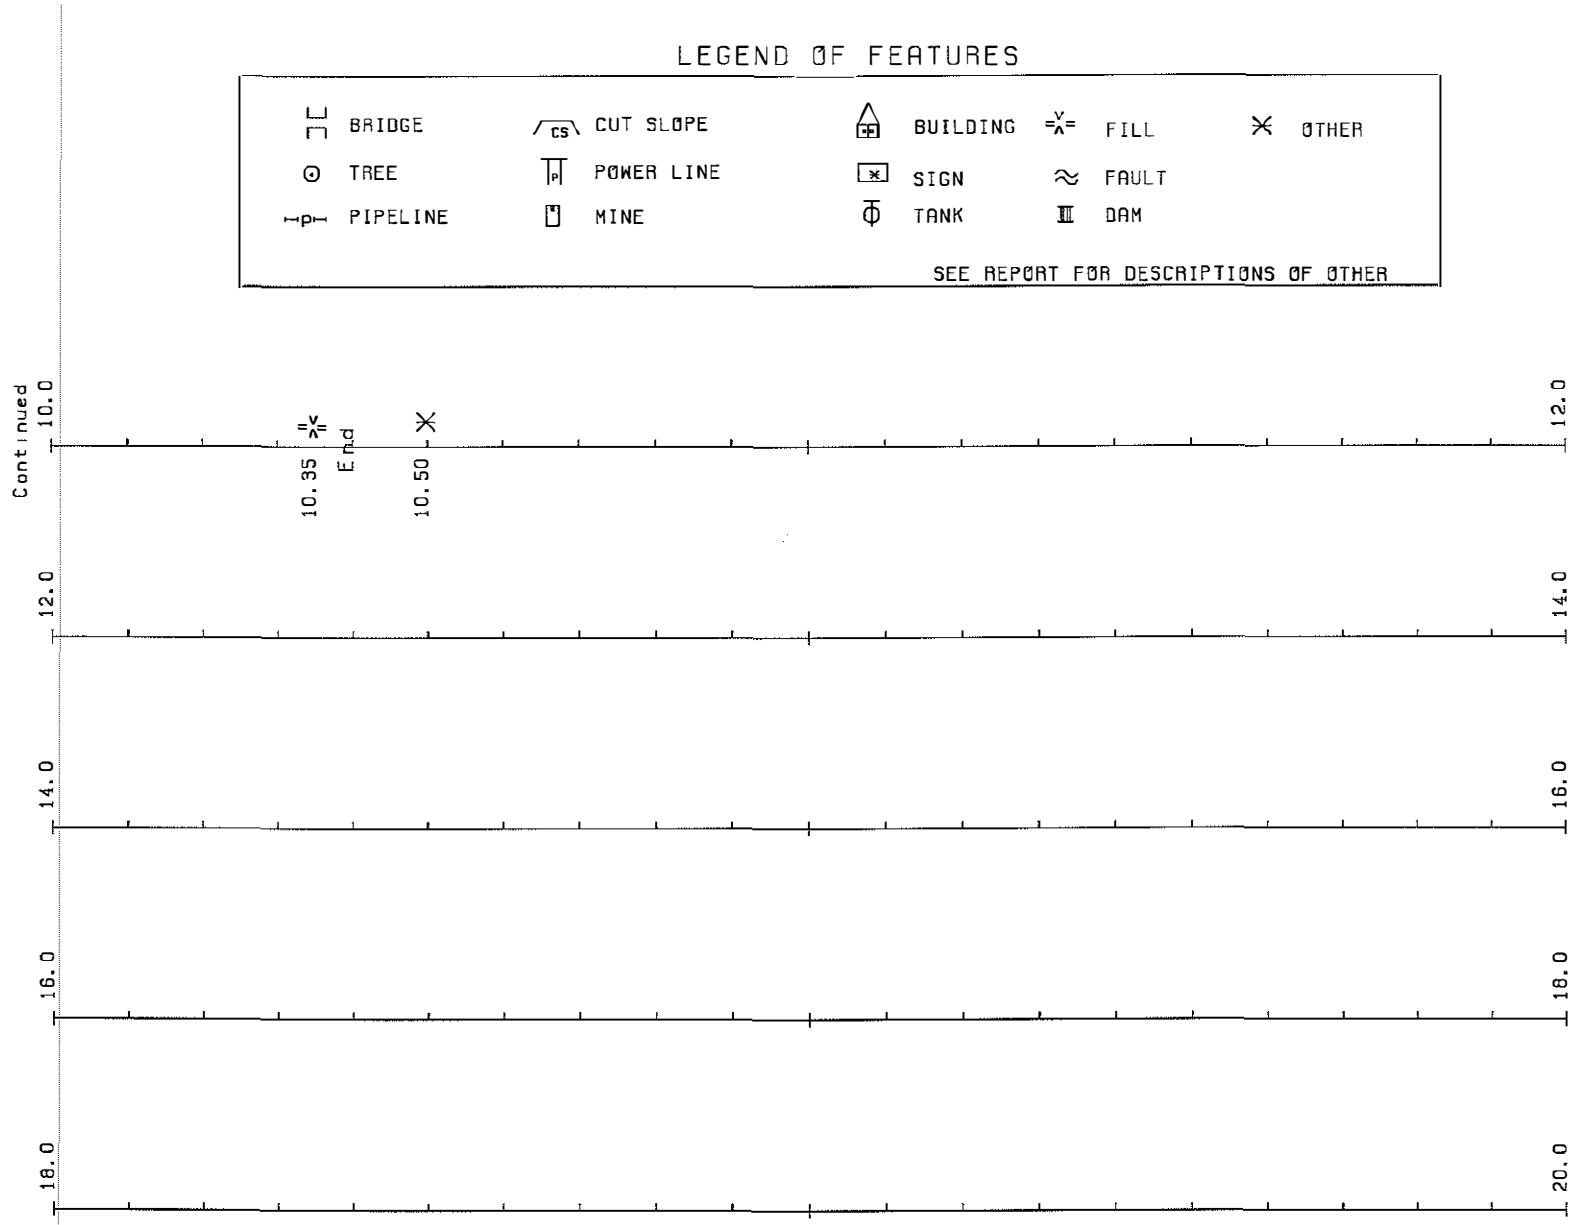 LEGEND OF FEATURES
BRIDGE
CS CUT SLOPE
BUILDING
FILL
OTHER
TREE
P POWER LINE
SIGN
FAULT
P PIPELINE
MINE
TANK
DAM
SEE REPORT FOR DESCRIPTIONS OF OTHER
Continued
10.0
12.0
End
10.35
10.50
12.0
14.0
14.0
16.0
16.0
18.0
18.0
20.0